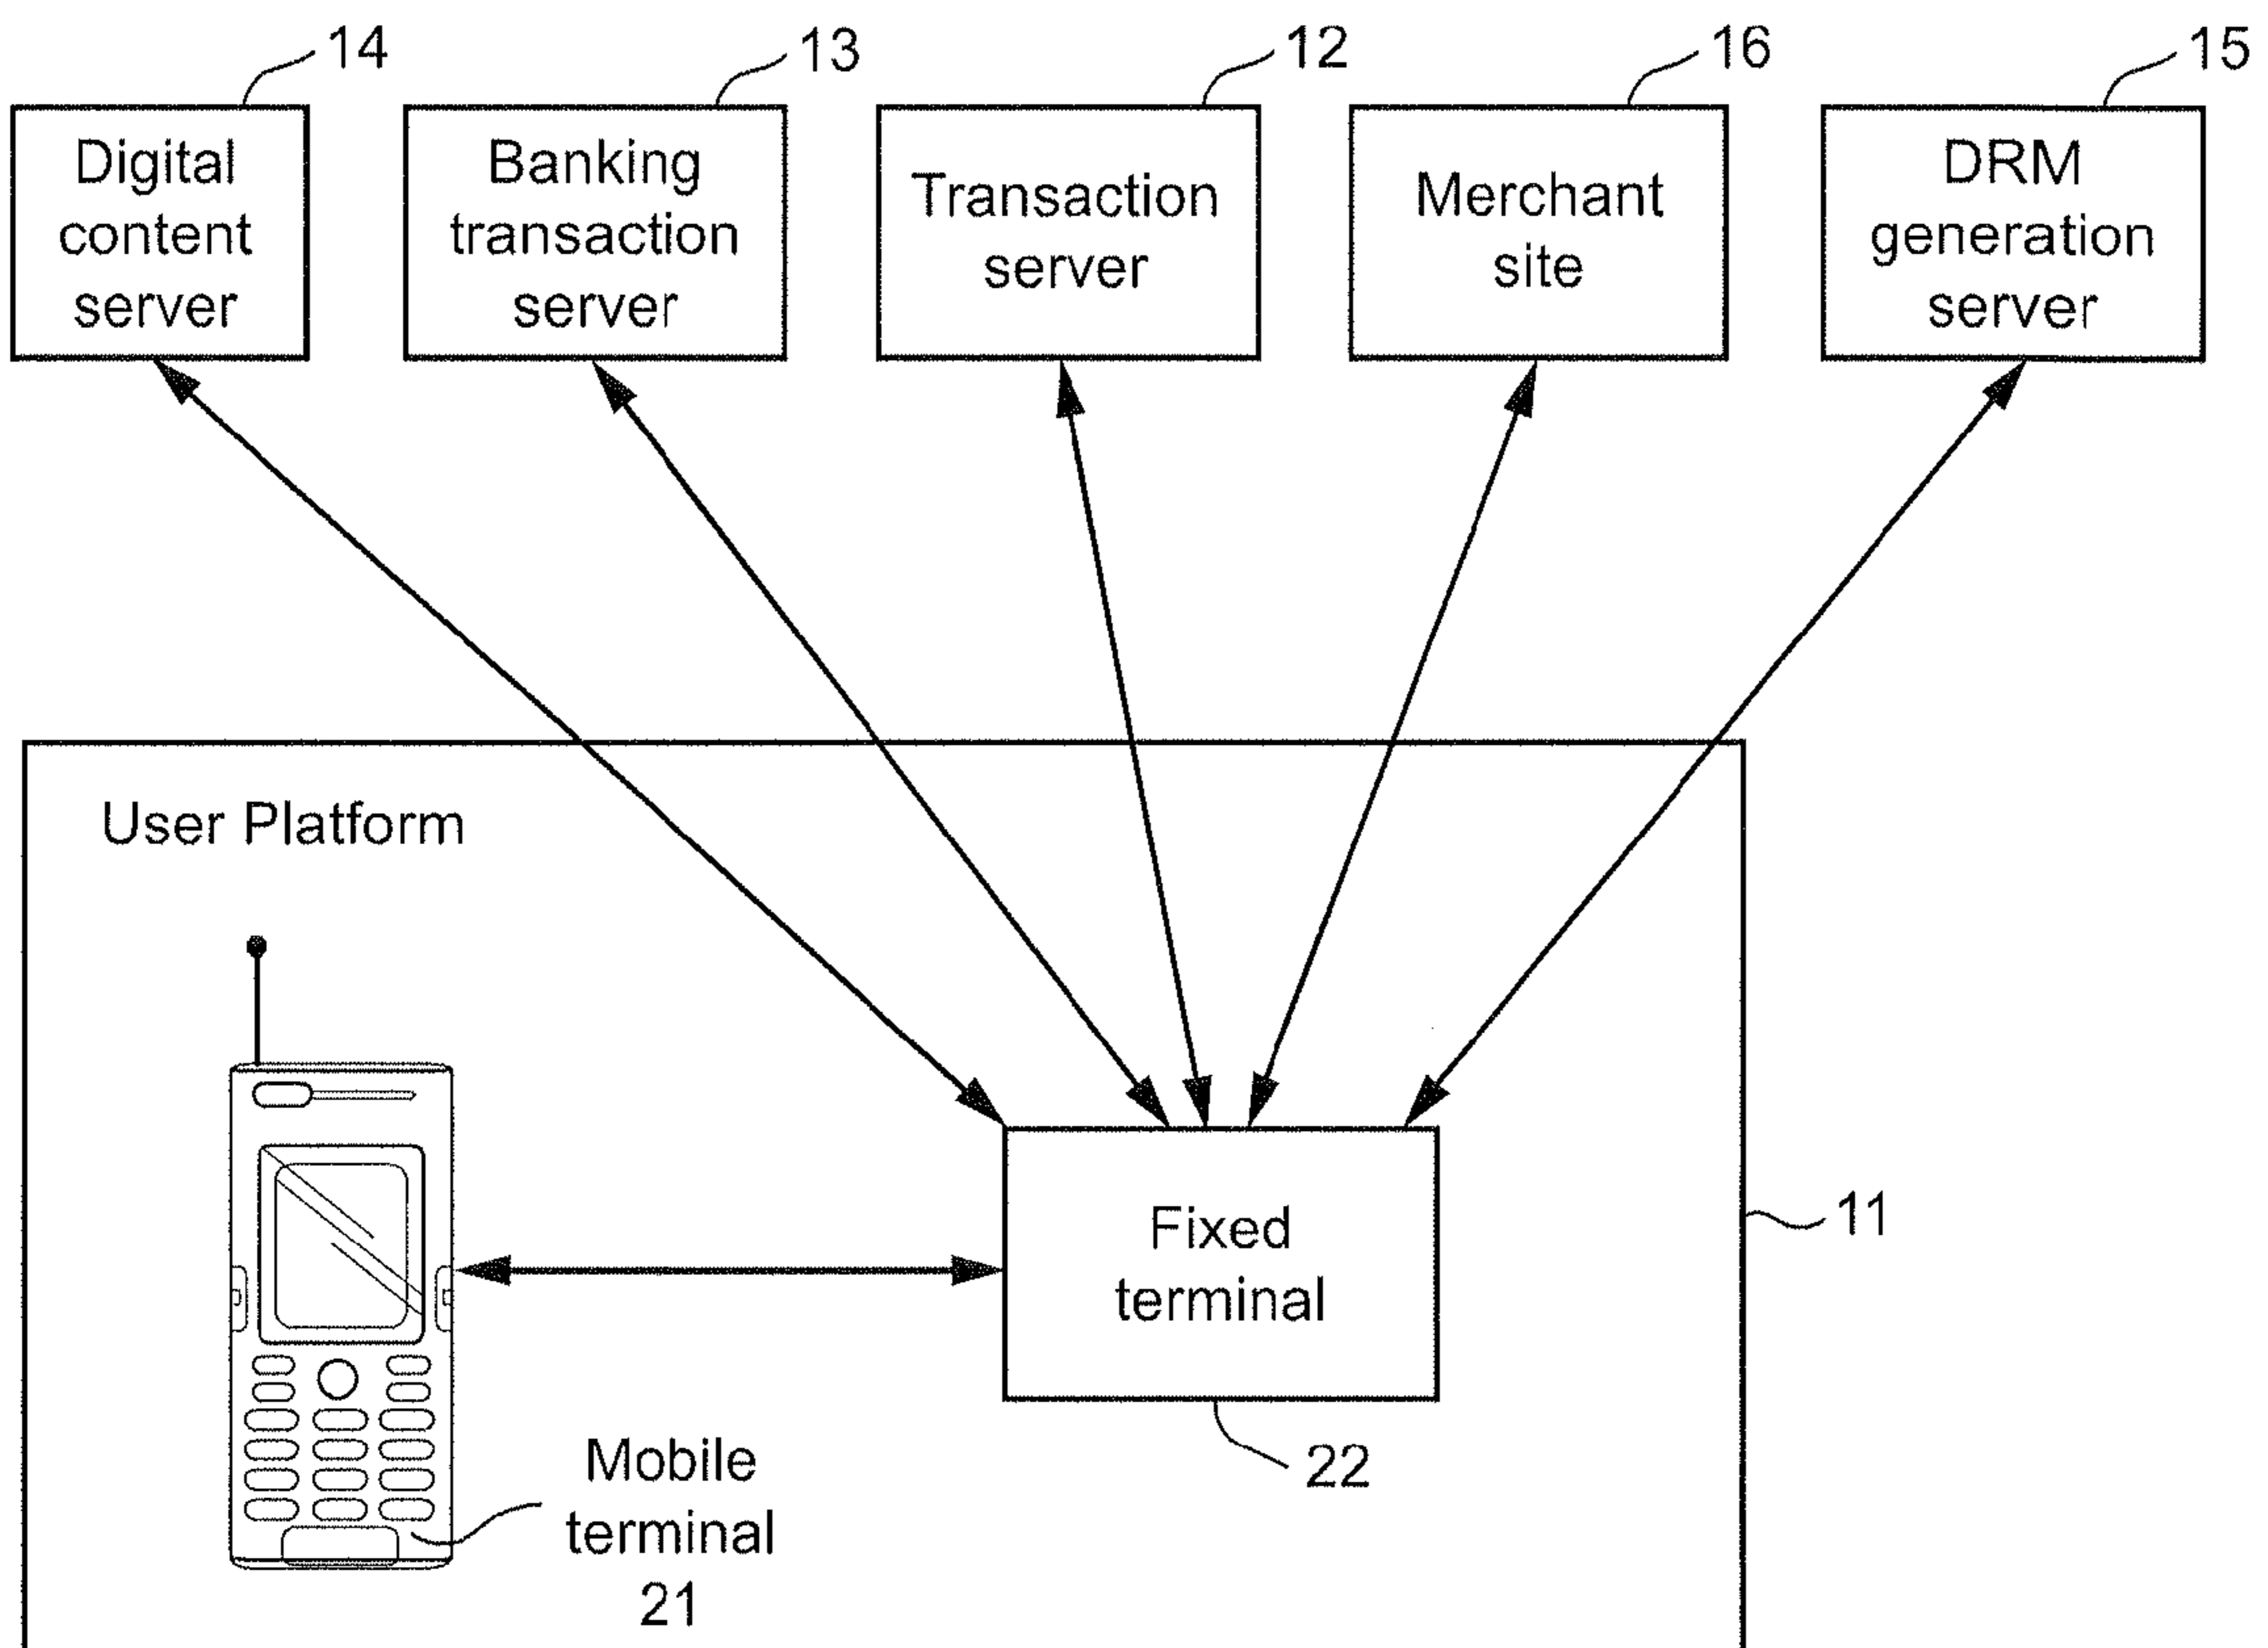 14
13
12
16
15
Digital
content
server
Banking
transaction
server
Transaction
server
Merchant
site
DRM
generation
server
User Platform
Fixed
terminal
11
22
Mobile
terminal
21